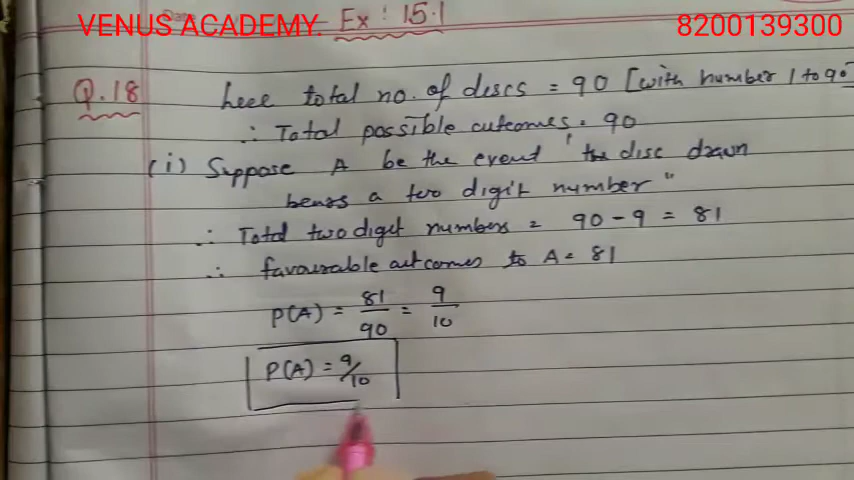 VENUS ACADEMY. Ex : 15.1 8200139300
Q.18 here total no. of discs = 90 [with number 1 to 90]
∴ Total possible outcomes = 90
(i) Suppose A be the event " the disc drawn
bears a two digit number "
∴ Total two digit numbers = 90 - 9 = 81
∴ favourable outcomes to A = 81
P(A) = 81/90 = 9/10
P(A) = 9/10